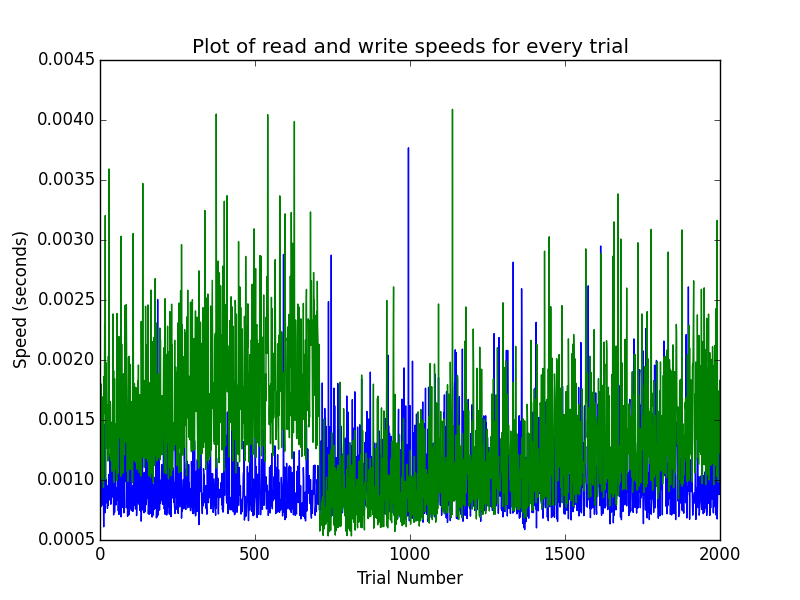 Plot of read and write speeds for every trial
0.0045
0.0040
0.0035
0.0030
0.0025
0.0020
0.0015
0.0010
0.0005
Speed (seconds)
0 500 1000 1500 2000
Trial Number